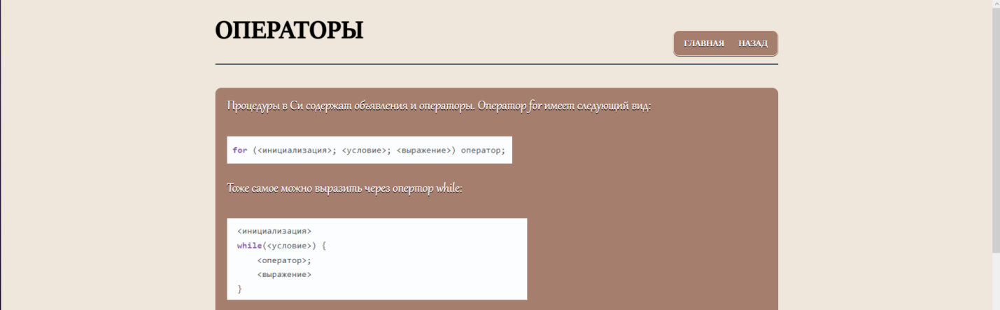 ОПЕРАТОРЫ
ГЛАВНАЯ НАЗАД
Процедуры в Си содержат объявления и операторы. Оператор for имеет следующий вид:
for (<инициализация>; <условие>; <выражение>) оператор;
Тоже самое можно выразить через опертор while:
<инициализация>
while(<условие>) {
<оператор>;
<выражение>
}